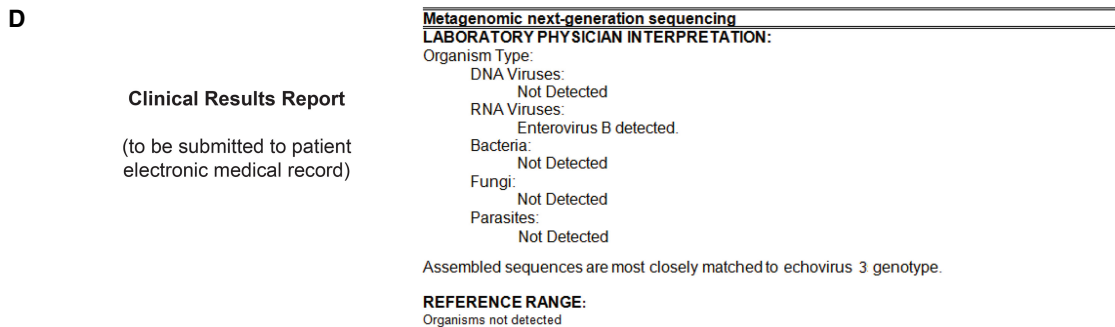 D
Clinical Results Report
(to be submitted to patient
electronic medical record)
Metagenomic next-generation sequencing
LABORATORY PHYSICIAN INTERPRETATION:
Organism Type:
DNA Viruses:
Not Detected
RNA Viruses:
Enterovirus B detected.
Bacteria:
Not Detected
Fungi:
Not Detected
Parasites:
Not Detected
Assembled sequences are most closely matched to echovirus 3 genotype.
REFERENCE RANGE:
Organisms not detected